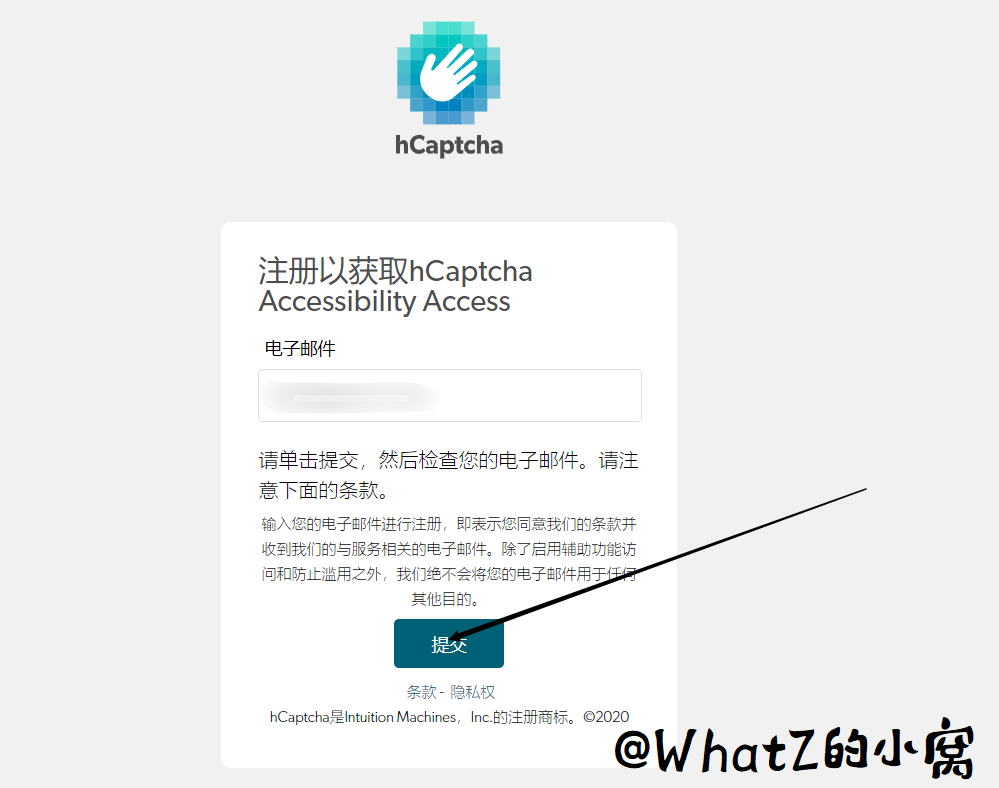 hCaptcha
注册以获取hCaptcha
Accessibility Access
电子邮件
请单击提交，然后检查您的电子邮件。请注
意下面的条款。
输入您的电子邮件进行注册，即表示您同意我们的条款并
收到我们的与服务相关的电子邮件。除了启用辅助功能访
问和防止滥用之外，我们绝不会将您的电子邮件用于任何
其他目的。
提交
条款 - 隐私权
hCaptcha是Intuition Machines，Inc.的注册商标。©2020
@WhatZ的小窝